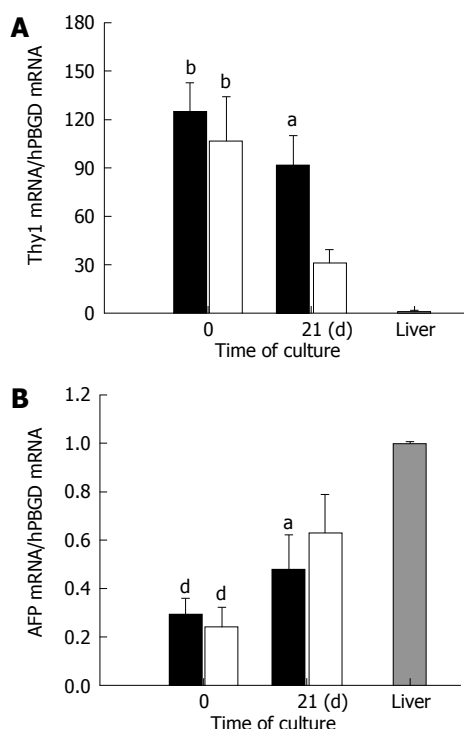 A
Thy1 mRNA/hPBGD mRNA
180
150
120
90
60
30
0
b
b
a
0
21 (d)
Liver
Time of culture
B
AFP mRNA/hPBGD mRNA
1.2
1.0
0.8
0.6
0.4
0.2
0.0
d
d
a
0
21 (d)
Liver
Time of culture